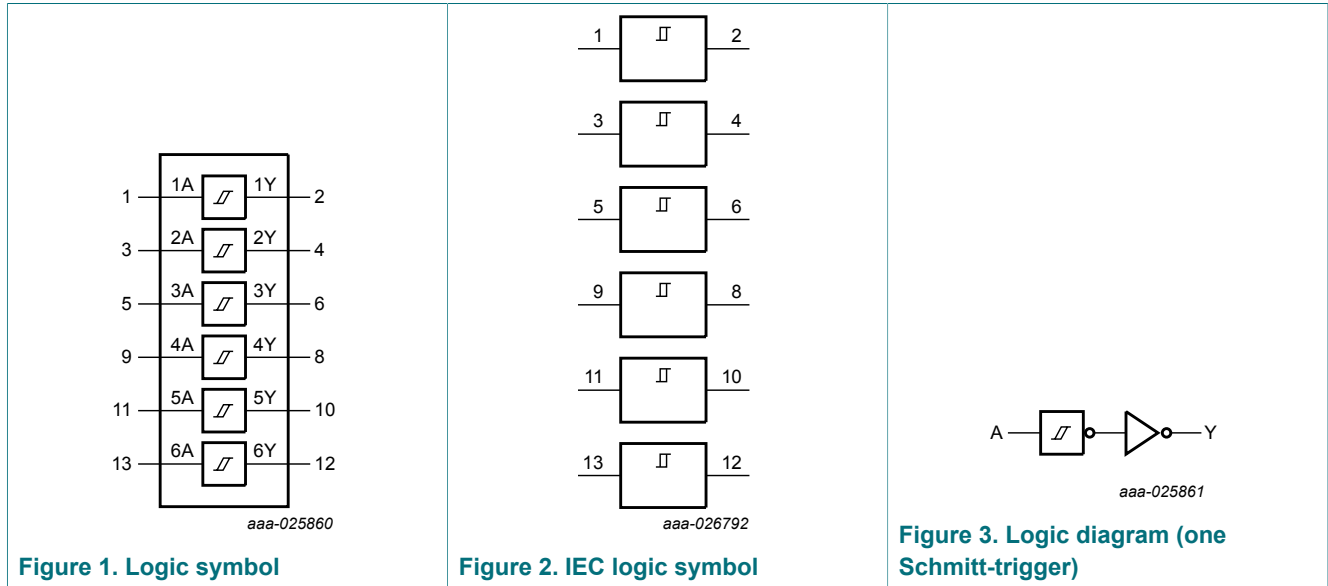 1 1A 1Y 2
3 2A 2Y 4
5 3A 3Y 6
9 4A 4Y 8
11 5A 5Y 10
13 6A 6Y 12
aaa-025860
Figure 1. Logic symbol
1 2
3 4
5 6
9 8
11 10
13 12
aaa-026792
Figure 2. IEC logic symbol
A Y
aaa-025861
Figure 3. Logic diagram (one
Schmitt-trigger)